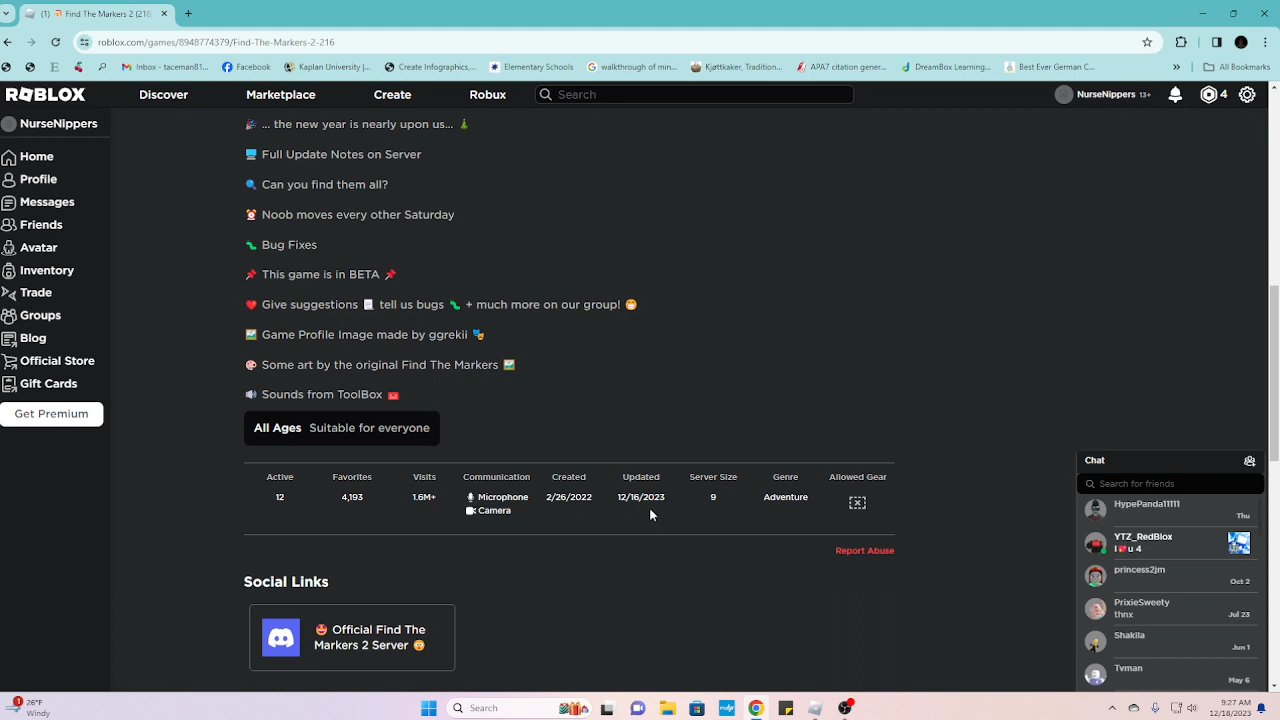 (1) Find The Markers 2 (216
roblox.com/games/8948774379/Find-The-Markers-2-216
Inbox - taceman81... Facebook Kaplan University |... Create Infographics,... Elementary Schools walkthrough of min... Kjøttkaker, Tradition... APA7 citation gener... DreamBox Learning... Best Ever German C... » All Bookmarks
ROBLOX Discover Marketplace Create Robux Search NurseNippers 13+ 4
NurseNippers
Home
Profile
Messages
Friends
Avatar
Inventory
Trade
Groups
Blog
Official Store
Gift Cards
Get Premium
... the new year is nearly upon us...
Full Update Notes on Server
Can you find them all?
Noob moves every other Saturday
Bug Fixes
This game is in BETA
Give suggestions tell us bugs + much more on our group!
Game Profile Image made by ggrekii
Some art by the original Find The Markers
Sounds from ToolBox
All Ages Suitable for everyone
Active Favorites Visits Communication Created Updated Server Size Genre Allowed Gear
12 4,193 1.6M+ Microphone 2/26/2022 12/16/2023 9 Adventure
Camera
Report Abuse
Social Links
Official Find The
Markers 2 Server
Chat
Search for friends
HypePanda11111
Thu
YTZ_RedBlox
I❤️u 4
princess2jm
Oct 2
PrixieSweety
thnx
Jul 23
Shakila
Jun 1
Tvman
May 6
1
26°F
Windy
Search
nulp
9:27 AM
12/18/2023